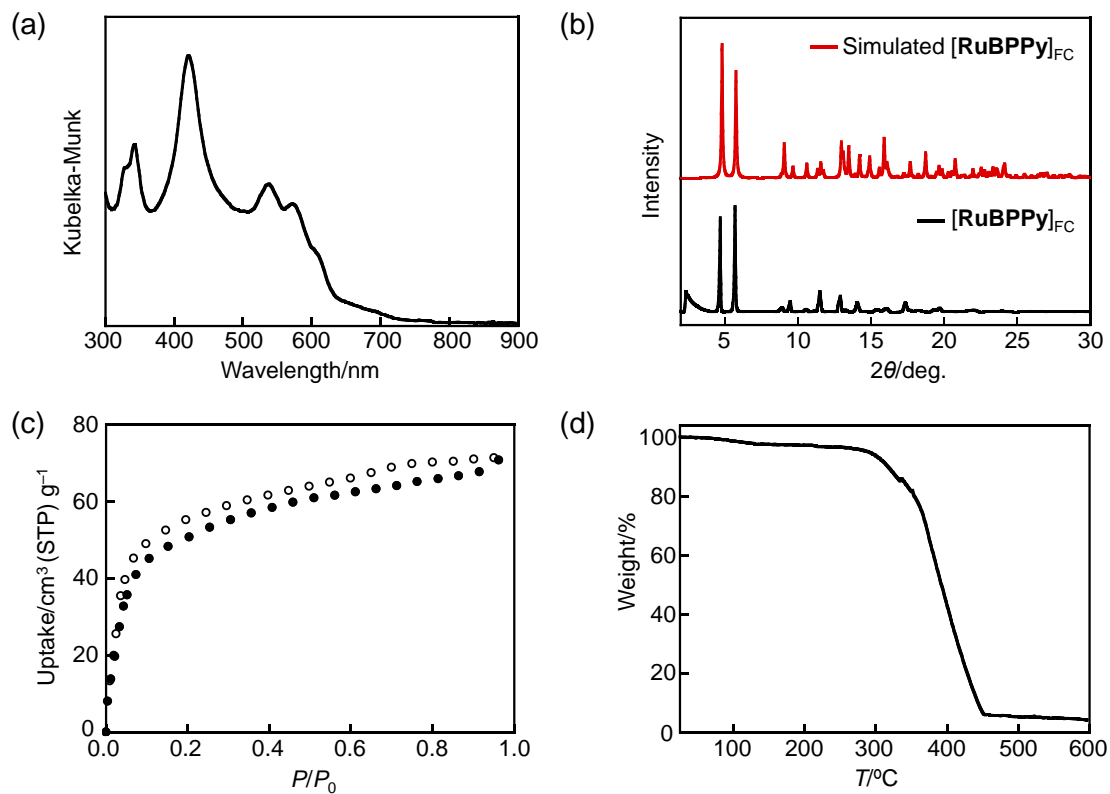 (a)
Kubelka-Munk
300 400 500 600 700 800 900
Wavelength/nm
(b)
Simulated [RuBPPy]FC
[RuBPPy]FC
Intensity
5 10 15 20 25 30
2θ/deg.
(c)
Uptake/cm³ (STP) g⁻¹
80
60
40
20
0
0.0 0.2 0.4 0.6 0.8 1.0
P/P₀
(d)
Weight/%
100
80
60
40
20
0
100 200 300 400 500 600
T/ºC